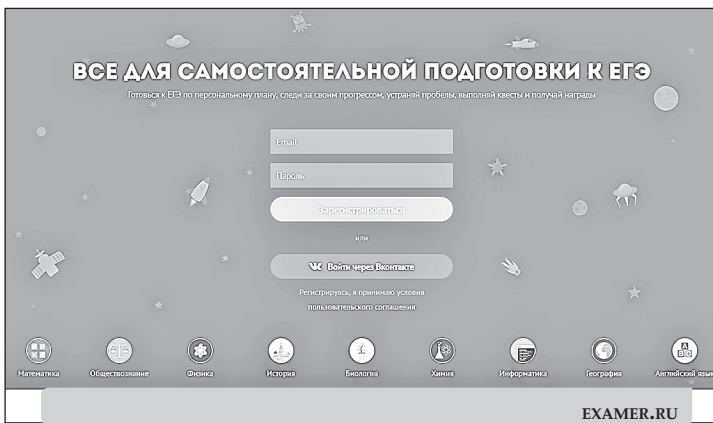 ВСЕ ДЛЯ САМОСТОЯТЕЛЬНОЙ ПОДГОТОВКИ К ЕГЭ
Готовься к ЕГЭ по персональному плану, следи за своим прогрессом, устраняй пробелы, выполняй квесты и получай награды
Email
Пароль
Зарегистрироваться
или
Войти через Вконтакте
Регистрируясь, я принимаю условия
пользовательского соглашения
Математика Обществознание Физика История Биология Химия Информатика География Английский язык
EXAMER.RU